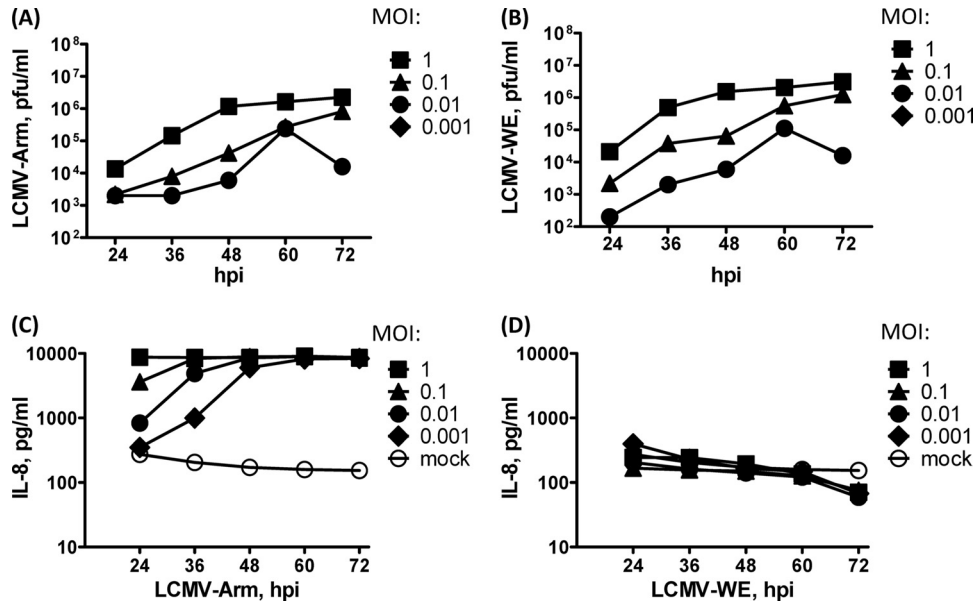 (A)
MOI:
LCMV-Arm, pfu/ml
10⁸
10⁷
10⁶
10⁵
10⁴
10³
10²
24 36 48 60 72
hpi
1
0.1
0.01
0.001
(B)
MOI:
LCMV-WE, pfu/ml
10⁸
10⁷
10⁶
10⁵
10⁴
10³
10²
24 36 48 60 72
hpi
1
0.1
0.01
0.001
(C)
MOI:
IL-8, pg/ml
10000
1000
100
10
24 36 48 60 72
LCMV-Arm, hpi
1
0.1
0.01
0.001
mock
(D)
MOI:
IL-8, pg/ml
10000
1000
100
10
24 36 48 60 72
LCMV-WE, hpi
1
0.1
0.01
0.001
mock